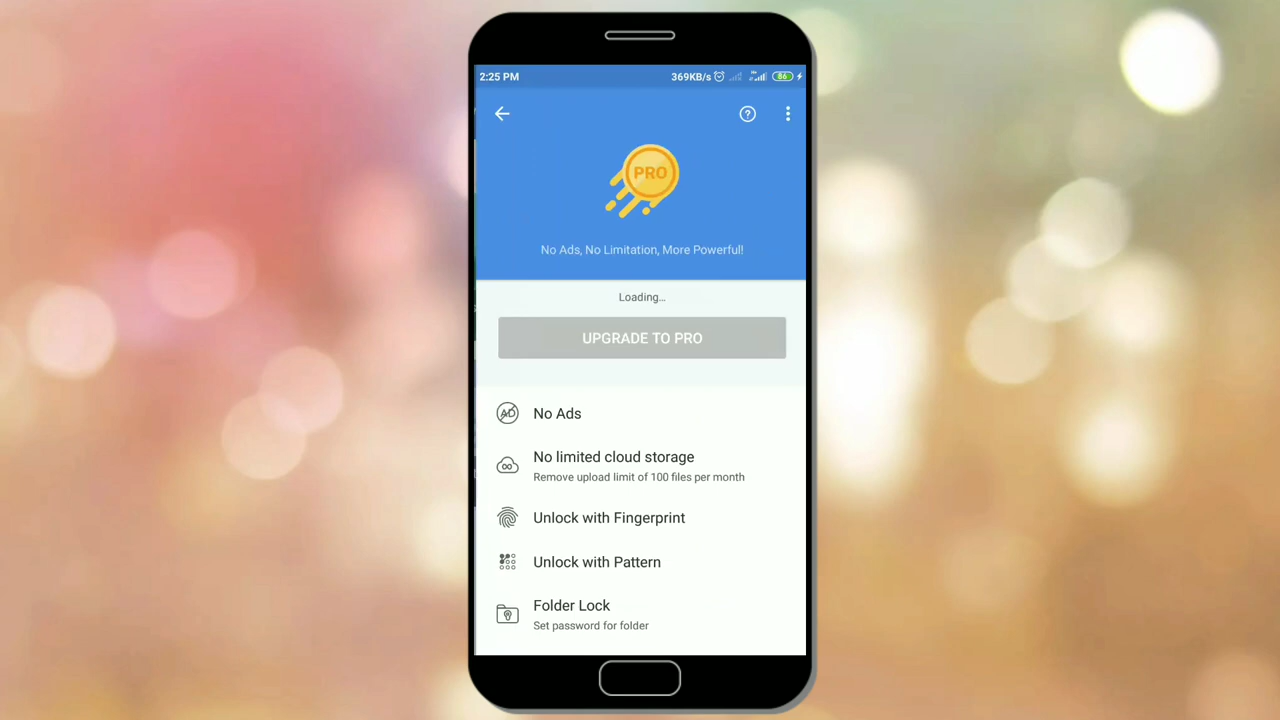 2:25 PM
369KB/s
86
PRO
No Ads, No Limitation, More Powerful!
Loading...
UPGRADE TO PRO
AD
No Ads
No limited cloud storage
Remove upload limit of 100 files per month
Unlock with Fingerprint
Unlock with Pattern
Folder Lock
Set password for folder